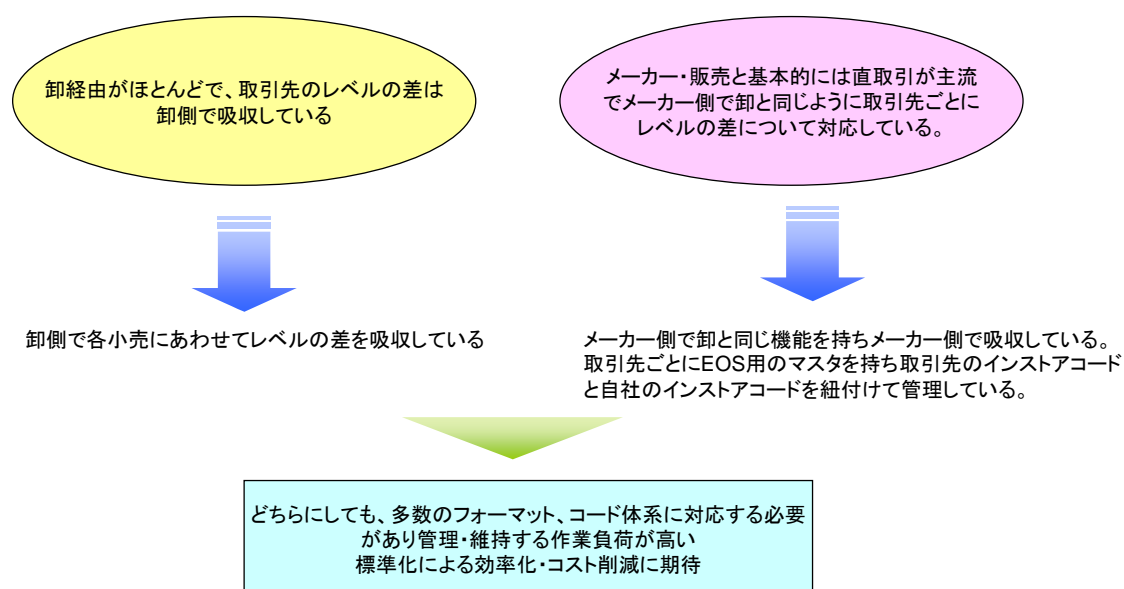 卸経由がほとんどで、取引先のレベルの差は
卸側で吸収している
メーカー・販売と基本的には直取引が主流
でメーカー側で卸と同じように取引先ごとに
レベルの差について対応している。
卸側で各小売にあわせてレベルの差を吸収している
メーカー側で卸と同じ機能を持ちメーカー側で吸収している。
取引先ごとにEOS用のマスタを持ち取引先のインストアコード
と自社のインストアコードを紐付けて管理している。
どちらにしても、多数のフォーマット、コード体系に対応する必要
があり管理・維持する作業負荷が高い
標準化による効率化・コスト削減に期待